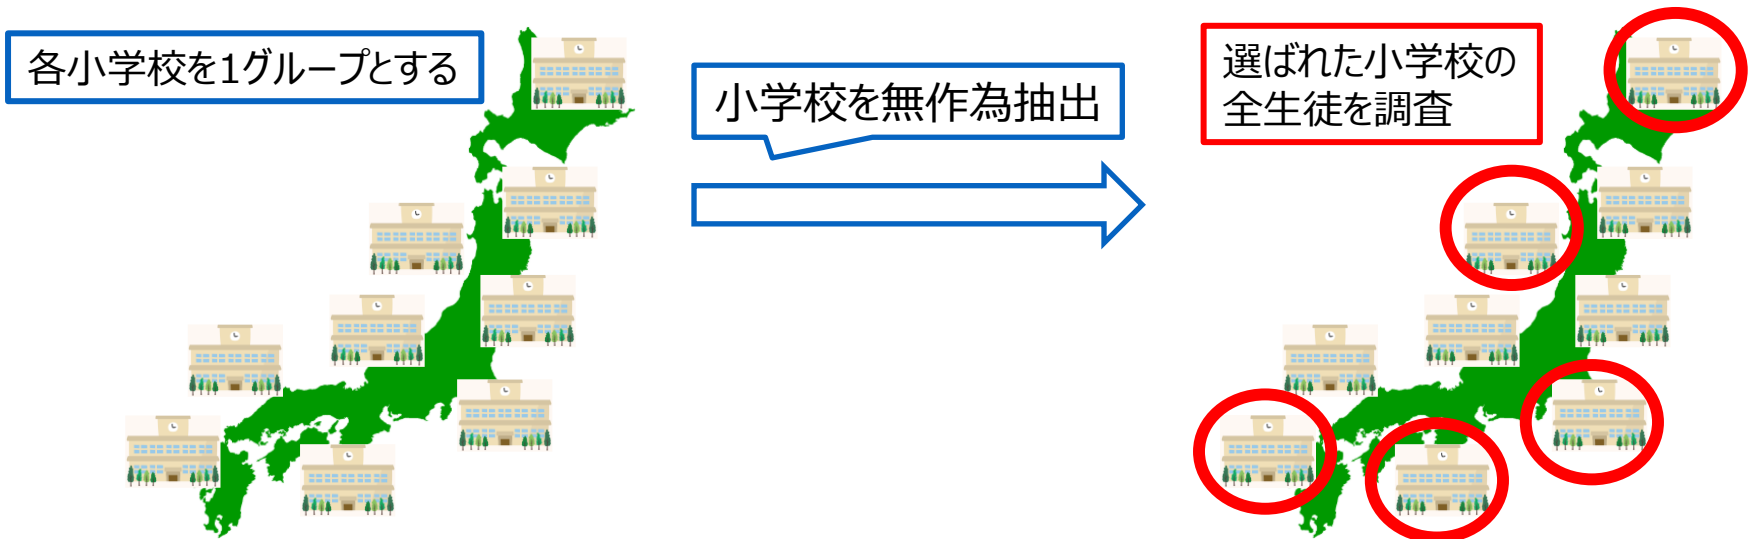 各小学校を1グループとする
小学校を無作為抽出
選ばれた小学校の
全生徒を調査